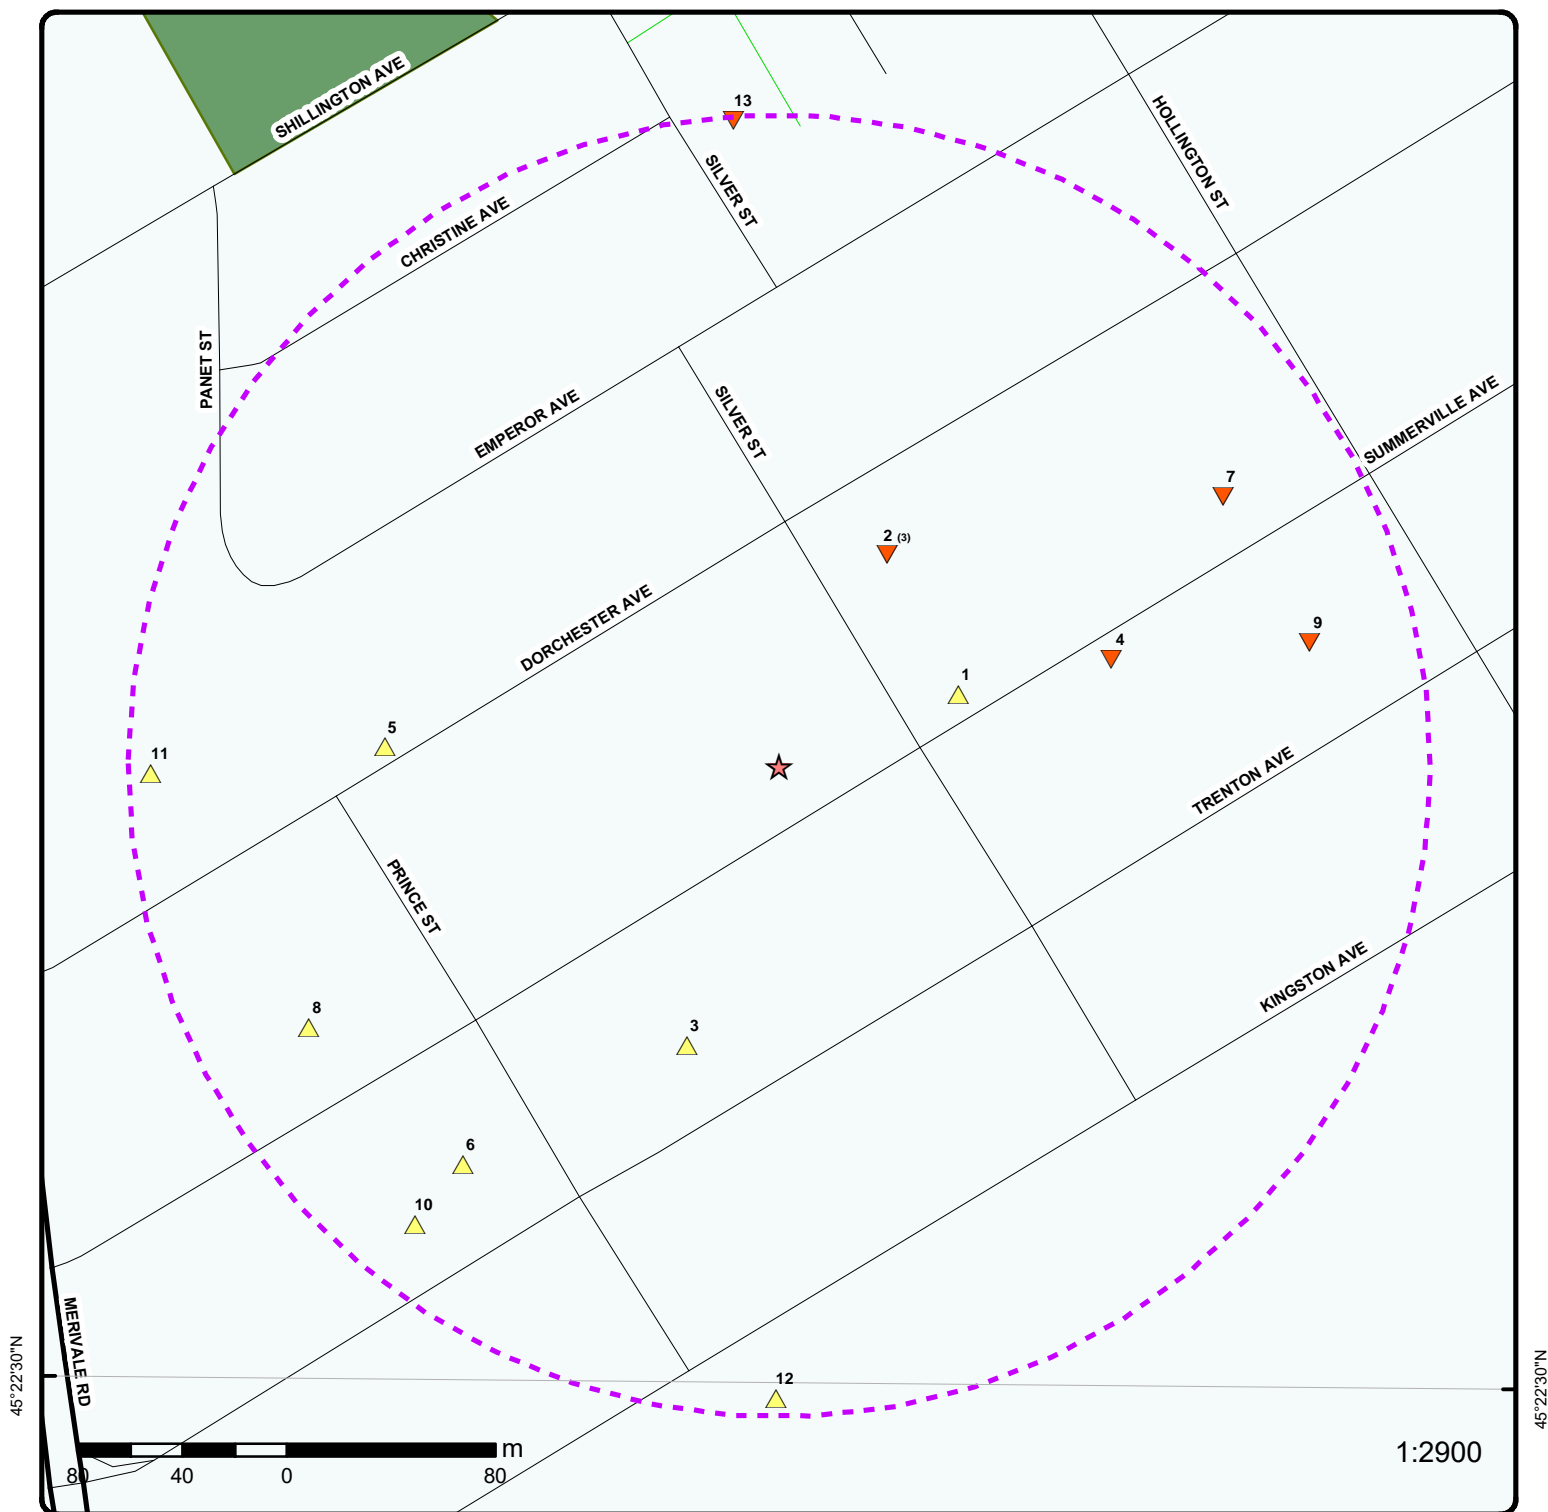 SHILLINGTON AVE
13
HOLLINGTON ST
SILVER ST
CHRISTINE AVE
PANET ST
EMPEROR AVE
SILVER ST
SUMMERVILLE AVE
7
2 (3)
DORCHESTER AVE
9
4
1
5
11
TRENTON AVE
PRINCE ST
KINGSTON AVE
8
3
6
10
MERIVALE RD
45°22'30"N
45°22'30"N
12
m
80 40 0 80
1:2900